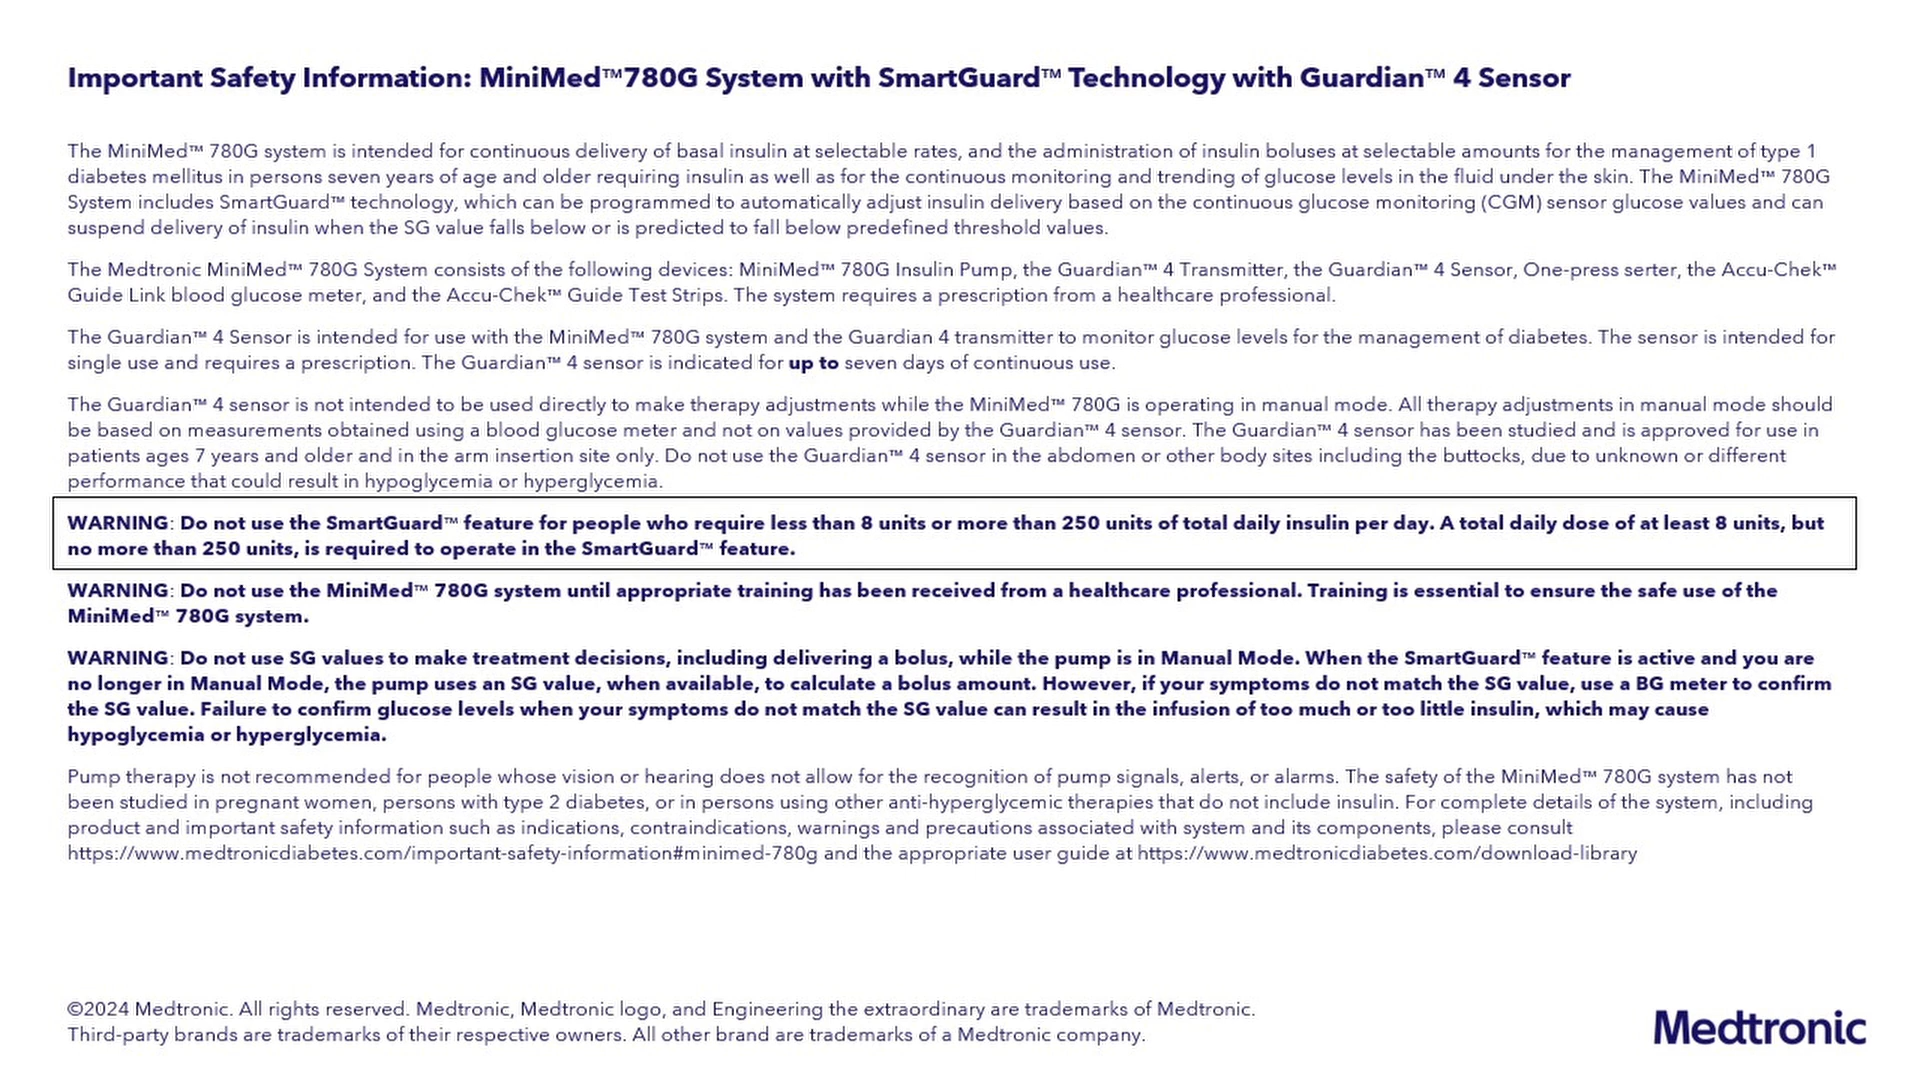 Important Safety Information: MiniMed™780G System with SmartGuard™ Technology with Guardian™ 4 Sensor
The MiniMed™ 780G system is intended for continuous delivery of basal insulin at selectable rates, and the administration of insulin boluses at selectable amounts for the management of type 1
diabetes mellitus in persons seven years of age and older requiring insulin as well as for the continuous monitoring and trending of glucose levels in the fluid under the skin. The MiniMed™ 780G
System includes SmartGuard™ technology, which can be programmed to automatically adjust insulin delivery based on the continuous glucose monitoring (CGM) sensor glucose values and can
suspend delivery of insulin when the SG value falls below or is predicted to fall below predefined threshold values.
The Medtronic MiniMed™ 780G System consists of the following devices: MiniMed™ 780G Insulin Pump, the Guardian™ 4 Transmitter, the Guardian™ 4 Sensor, One-press serter, the Accu-Chek™
Guide Link blood glucose meter, and the Accu-Chek™ Guide Test Strips. The system requires a prescription from a healthcare professional.
The Guardian™ 4 Sensor is intended for use with the MiniMed™ 780G system and the Guardian 4 transmitter to monitor glucose levels for the management of diabetes. The sensor is intended for
single use and requires a prescription. The Guardian™ 4 sensor is indicated for up to seven days of continuous use.
The Guardian™ 4 sensor is not intended to be used directly to make therapy adjustments while the MiniMed™ 780G is operating in manual mode. All therapy adjustments in manual mode should
be based on measurements obtained using a blood glucose meter and not on values provided by the Guardian™ 4 sensor. The Guardian™ 4 sensor has been studied and is approved for use in
patients ages 7 years and older and in the arm insertion site only. Do not use the Guardian™ 4 sensor in the abdomen or other body sites including the buttocks, due to unknown or different
performance that could result in hypoglycemia or hyperglycemia.
WARNING: Do not use the SmartGuard™ feature for people who require less than 8 units or more than 250 units of total daily insulin per day. A total daily dose of at least 8 units, but
no more than 250 units, is required to operate in the SmartGuard™ feature.
WARNING: Do not use the MiniMed™ 780G system until appropriate training has been received from a healthcare professional. Training is essential to ensure the safe use of the
MiniMed™ 780G system.
WARNING: Do not use SG values to make treatment decisions, including delivering a bolus, while the pump is in Manual Mode. When the SmartGuard™ feature is active and you are
no longer in Manual Mode, the pump uses an SG value, when available, to calculate a bolus amount. However, if your symptoms do not match the SG value, use a BG meter to confirm
the SG value. Failure to confirm glucose levels when your symptoms do not match the SG value can result in the infusion of too much or too little insulin, which may cause
hypoglycemia or hyperglycemia.
Pump therapy is not recommended for people whose vision or hearing does not allow for the recognition of pump signals, alerts, or alarms. The safety of the MiniMed™ 780G system has not
been studied in pregnant women, persons with type 2 diabetes, or in persons using other anti-hyperglycemic therapies that do not include insulin. For complete details of the system, including
product and important safety information such as indications, contraindications, warnings and precautions associated with system and its components, please consult
https://www.medtronicdiabetes.com/important-safety-information#minimed-780g and the appropriate user guide at https://www.medtronicdiabetes.com/download-library
©2024 Medtronic. All rights reserved. Medtronic, Medtronic logo, and Engineering the extraordinary are trademarks of Medtronic.
Third-party brands are trademarks of their respective owners. All other brand are trademarks of a Medtronic company.
Medtronic